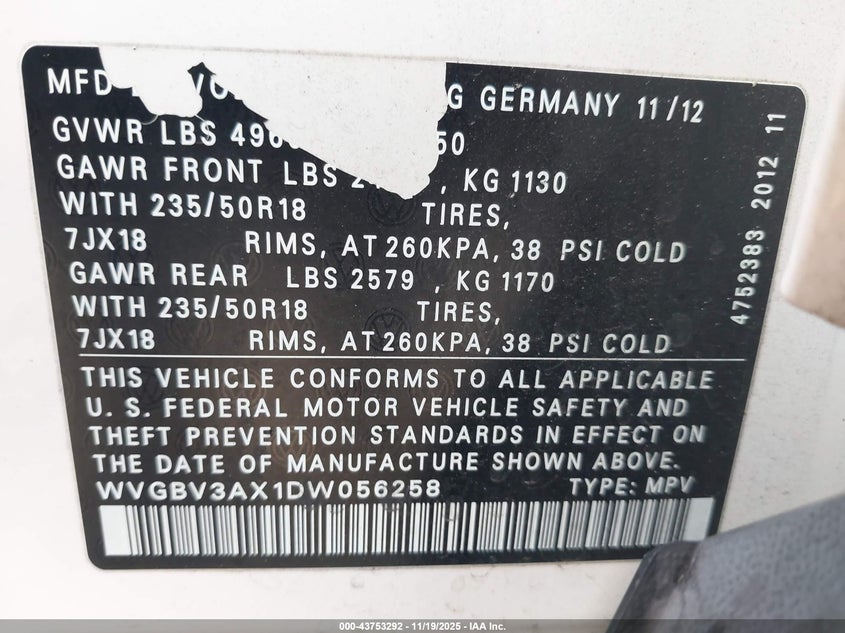 MFD VO G GERMANY 11/12
GVWR LBS 496 50
GAWR FRONT LBS 2 , KG 1130
WITH 235/50R18 TIRES,
7JX18 RIMS, AT 260KPA, 38 PSI COLD
GAWR REAR LBS 2579 , KG 1170
WITH 235/50R18 TIRES,
7JX18 RIMS, AT 260KPA, 38 PSI COLD
THIS VEHICLE CONFORMS TO ALL APPLICABLE
U. S. FEDERAL MOTOR VEHICLE SAFETY AND
THEFT PREVENTION STANDARDS IN EFFECT ON
THE DATE OF MANUFACTURE SHOWN ABOVE.
WVGBV3AX1DW056258 TYPE: MPV
4752383 2012 11
000-43753292 - 11/19/2025 - IAA Inc.